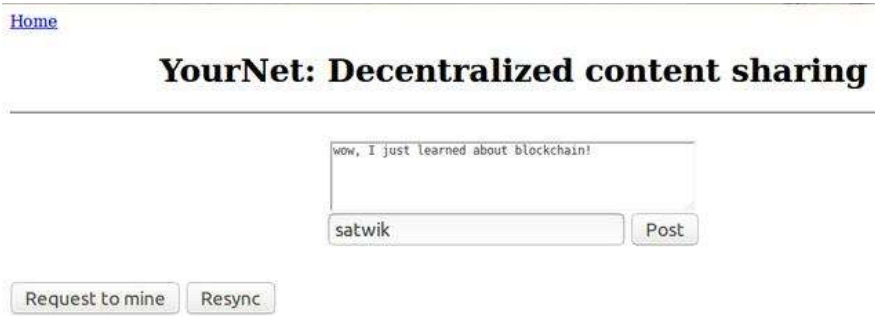 Home
YourNet: Decentralized content sharing
wow, I just learned about blockchain!
satwik Post
Request to mine Resync